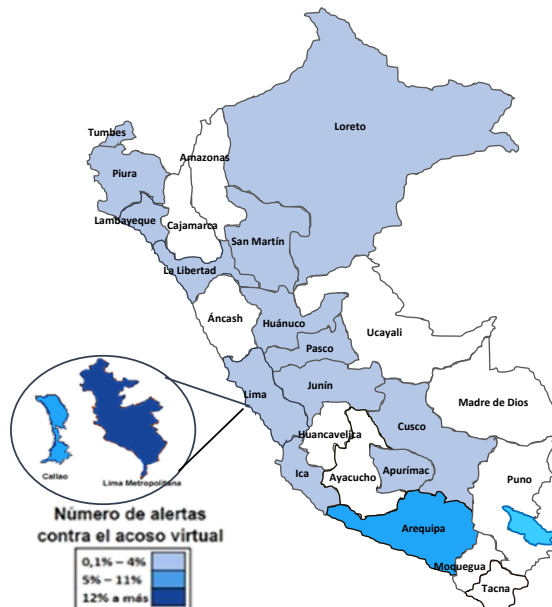 Loreto
Tumbes
Amazonas
Piura
Lambayeque
Cajamarca
San Martín
La Libertad
Áncash
Huánuco
Ucayali
Pasco
Lima
Junín
Madre de Dios
Huancavelica
Cusco
Ica
Ayacucho
Apurímac
Puno
Callao
Lima Metropolitana
Arequipa
Moquegua
Tacna
Número de alertas
contra el acoso virtual
0,1% – 4%
5% – 11%
12% a más